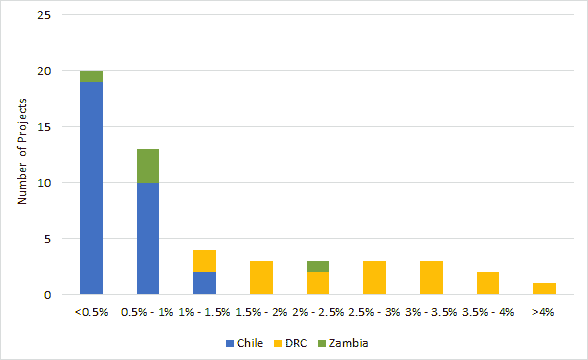 25
20
15
10
5
0
Number of Projects
<0.5% 0.5% - 1% 1% - 1.5% 1.5% - 2% 2% - 2.5% 2.5% - 3% 3% - 3.5% 3.5% - 4% >4%
Chile DRC Zambia